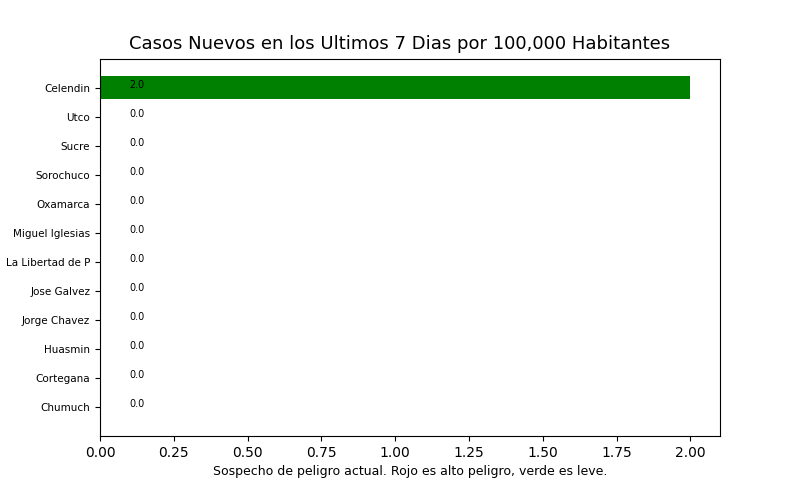 Casos Nuevos en los Ultimos 7 Dias por 100,000 Habitantes
Celendin 2.0
Utco 0.0
Sucre 0.0
Sorochuco 0.0
Oxamarca 0.0
Miguel Iglesias 0.0
La Libertad de P 0.0
Jose Galvez 0.0
Jorge Chavez 0.0
Huasmin 0.0
Cortegana 0.0
Chumuch 0.0
0.00 0.25 0.50 0.75 1.00 1.25 1.50 1.75 2.00
Sospecho de peligro actual. Rojo es alto peligro, verde es leve.